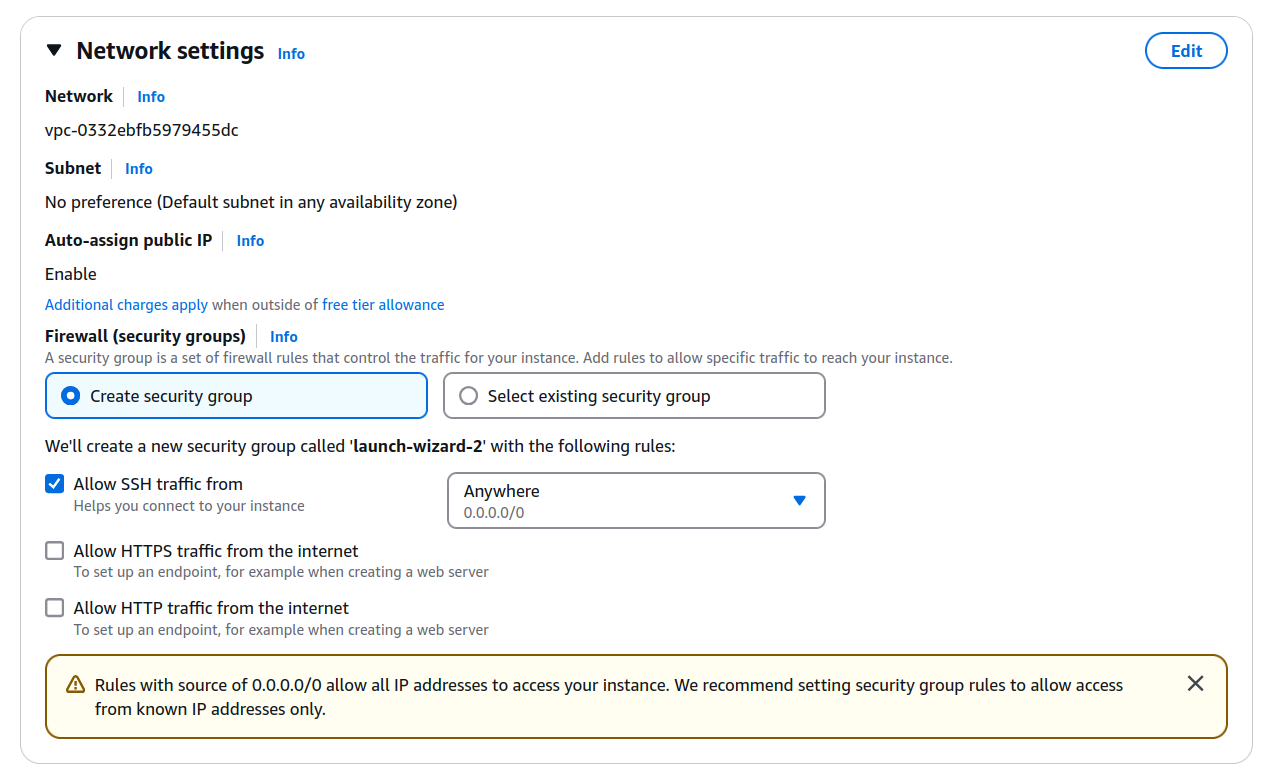 Network settings Info
Edit
Network Info
vpc-0332ebfb5979455dc
Subnet Info
No preference (Default subnet in any availability zone)
Auto-assign public IP Info
Enable
Additional charges apply when outside of free tier allowance
Firewall (security groups) Info
A security group is a set of firewall rules that control the traffic for your instance. Add rules to allow specific traffic to reach your instance.
Create security group
Select existing security group
We'll create a new security group called 'launch-wizard-2' with the following rules:
Allow SSH traffic from
Helps you connect to your instance
Anywhere
0.0.0.0/0
Allow HTTPS traffic from the internet
To set up an endpoint, for example when creating a web server
Allow HTTP traffic from the internet
To set up an endpoint, for example when creating a web server
Rules with source of 0.0.0.0/0 allow all IP addresses to access your instance. We recommend setting security group rules to allow access
from known IP addresses only.